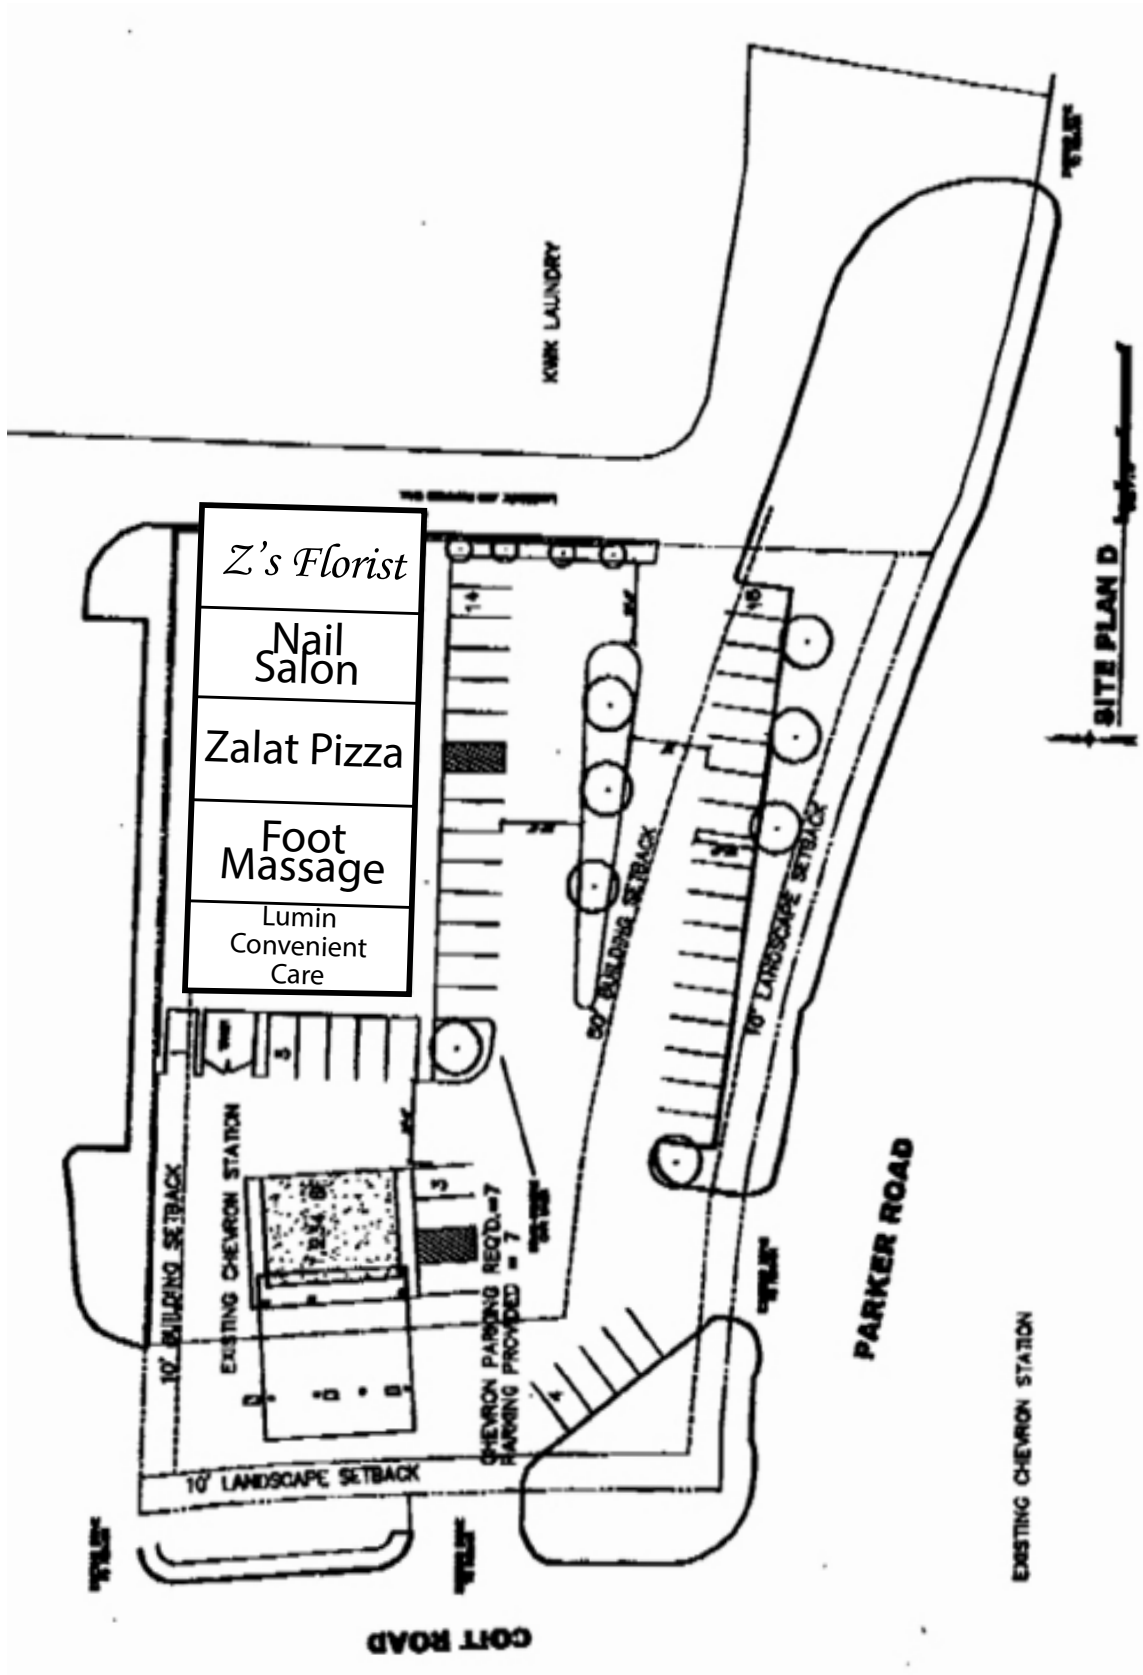 KWIK LAUNDRY
Z's Florist
Nail
Salon
Zalat Pizza
Foot
Massage
Lumin
Convenient
Care
14
15
5
3
4
50' BUILDING SETBACK
10' LANDSCAPE SETBACK
SITE PLAN D
10' BUILDING SETBACK
EXISTING CHEVRON STATION
CHEVRON PARKING REQ'D.=7
PARKING PROVIDED = 7
PARKER ROAD
10' LANDSCAPE SETBACK
EXISTING CHEVRON STATION
COIT ROAD